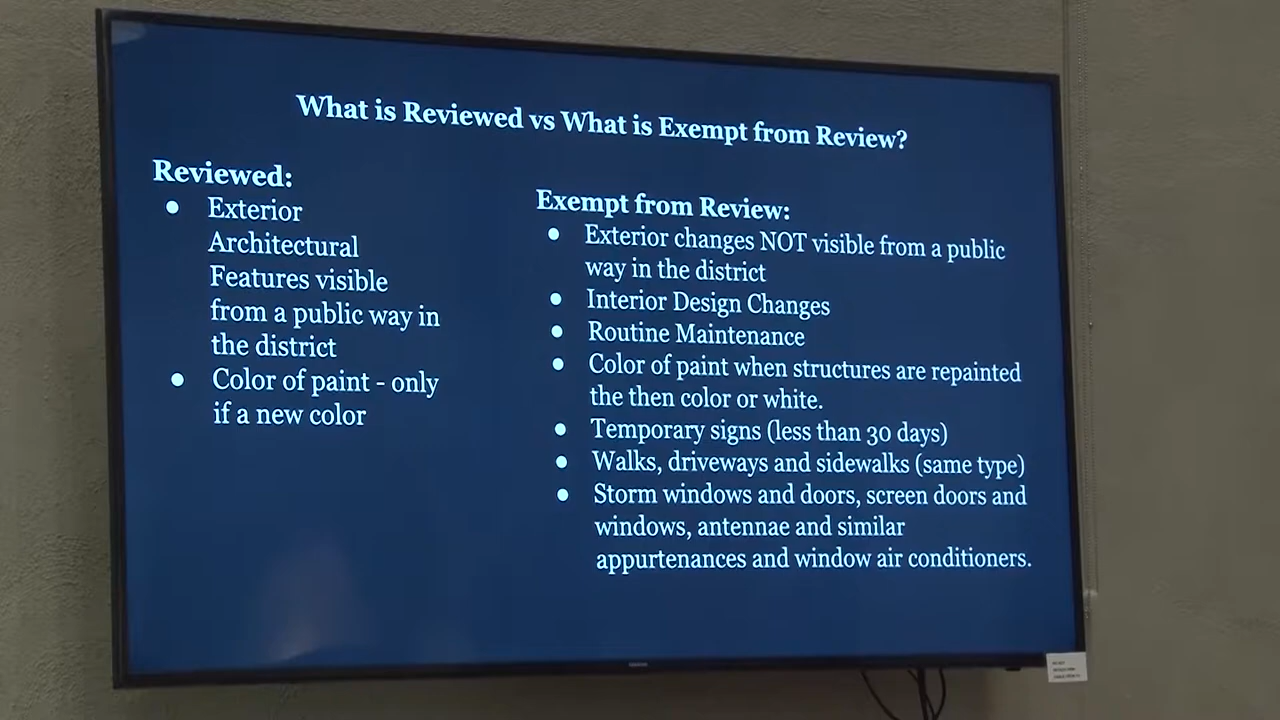 What is Reviewed vs What is Exempt from Review?
Reviewed:
● Exterior
Architectural
Features visible
from a public way in
the district
● Color of paint - only
if a new color
Exempt from Review:
● Exterior changes NOT visible from a public
way in the district
● Interior Design Changes
● Routine Maintenance
● Color of paint when structures are repainted
the then color or white.
● Temporary signs (less than 30 days)
● Walks, driveways and sidewalks (same type)
● Storm windows and doors, screen doors and
windows, antennae and similar
appurtenances and window air conditioners.